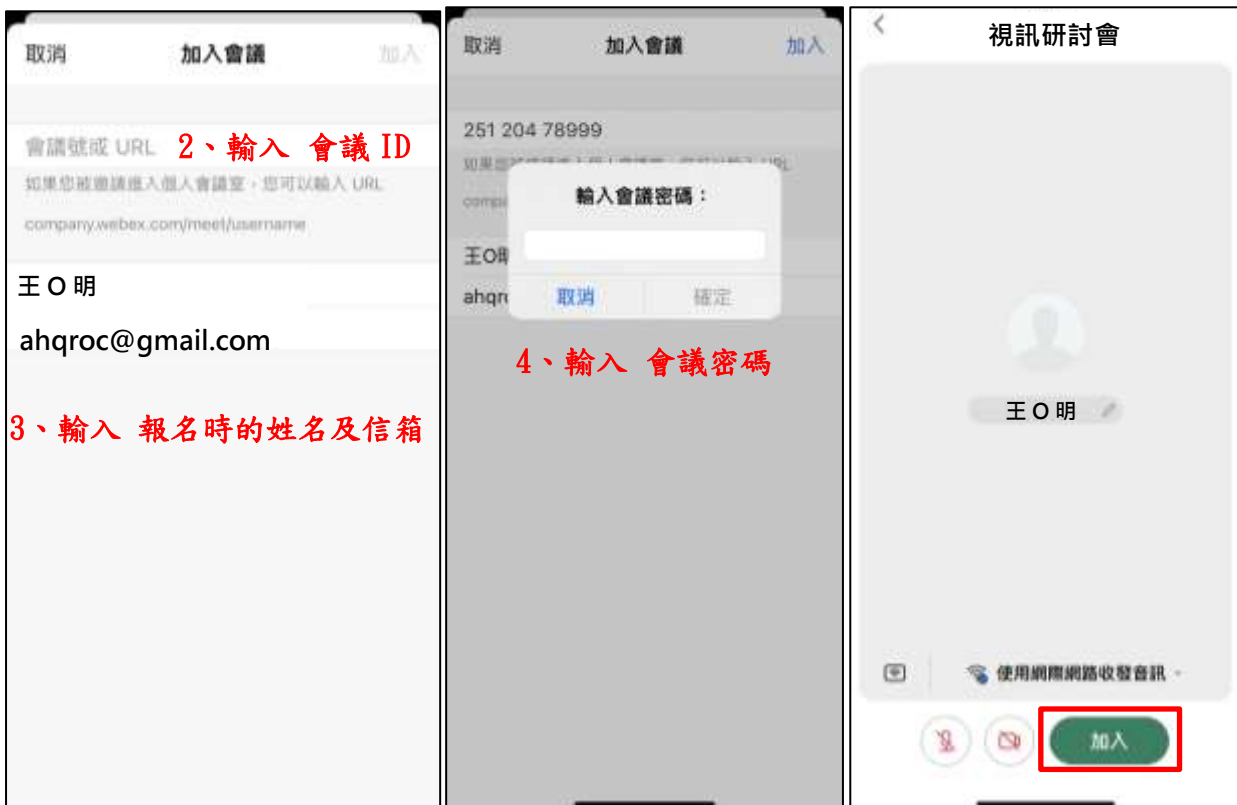 取消 加入會議 加入
會議號或 URL 2、輸入 會議 ID
如果您被邀請進入個人會議室，您可以輸入 URL
company.webex.com/meet/username
王 O 明
ahqroc@gmail.com
3、輸入 報名時的姓名及信箱
取消 加入會議 加入
251 204 78999
輸入會議密碼：
王O明
ahqro
取消 確定
4、輸入 會議密碼
視訊研討會
王 O 明
使用網際網路收發音訊
加入